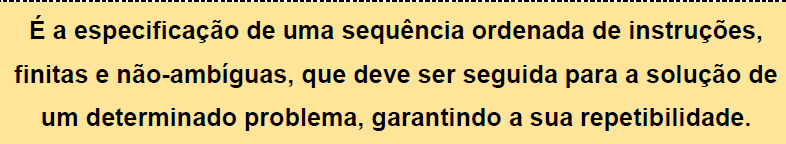 É a especificação de uma sequência ordenada de instruções,
finitas e não-ambíguas, que deve ser seguida para a solução de
um determinado problema, garantindo a sua repetibilidade.